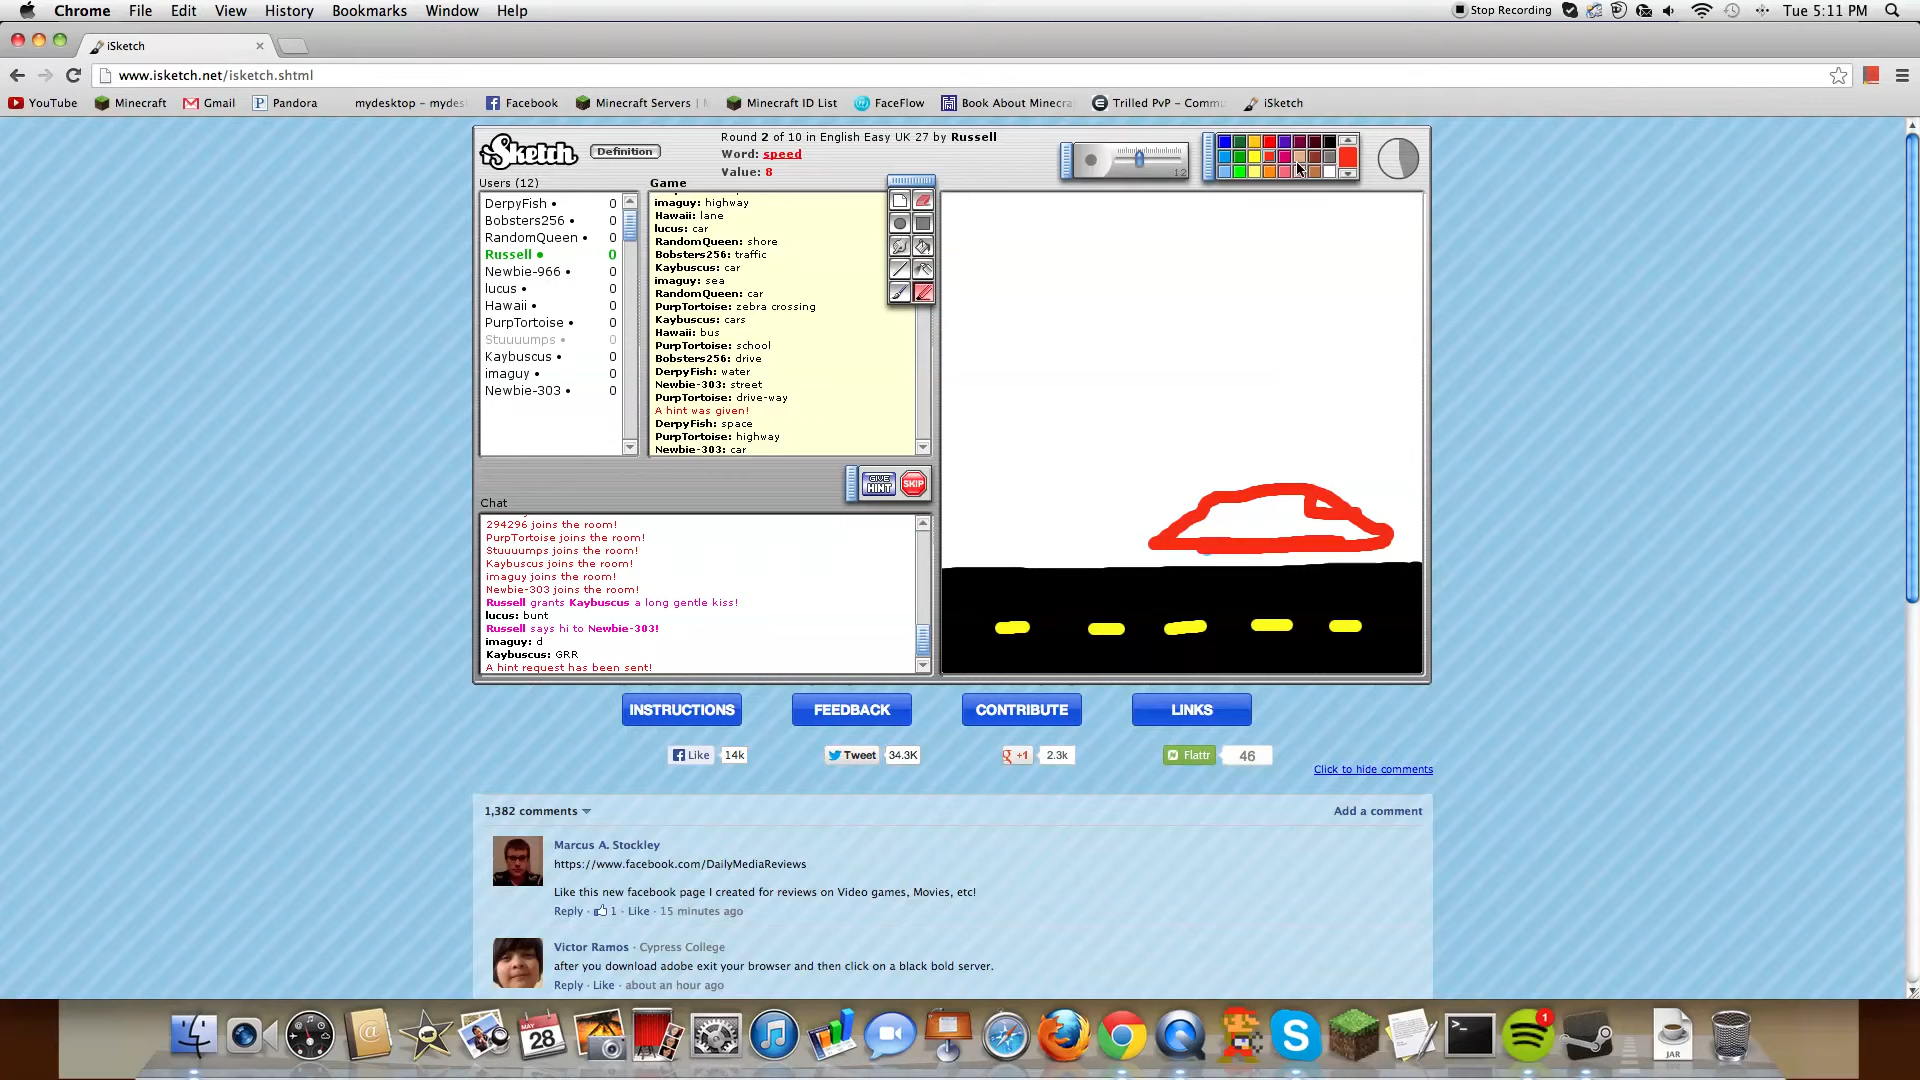 Chrome File Edit View History Bookmarks Window Help Stop Recording Tue 5:11 PM
iSketch
www.isketch.net/isketch.shtml
YouTube Minecraft Gmail Pandora mydesktop - mydes Facebook Minecraft Servers | Minecraft ID List FaceFlow Book About Minecra Trilled PvP - Commu iSketch
iSketch Definition
Round 2 of 10 in English Easy UK 27 by Russell
Word: speed
Value: 8
12
Users (12)
DerpyFish • 0
Bobsters256 • 0
RandomQueen • 0
Russell • 0
Newbie-966 • 0
lucus • 0
Hawaii • 0
PurpTortoise • 0
Stuuuumps • 0
Kaybuscus • 0
imaguy • 0
Newbie-303 • 0
Game
imaguy: highway
Hawaii: lane
lucus: car
RandomQueen: shore
Bobsters256: traffic
Kaybuscus: car
imaguy: sea
RandomQueen: car
PurpTortoise: zebra crossing
Kaybuscus: cars
Hawaii: bus
PurpTortoise: school
Bobsters256: drive
DerpyFish: water
Newbie-303: street
PurpTortoise: drive-way
A hint was given!
DerpyFish: space
PurpTortoise: highway
Newbie-303: car
GIVE HINT SKIP
Chat
294296 joins the room!
PurpTortoise joins the room!
Stuuuumps joins the room!
Kaybuscus joins the room!
imaguy joins the room!
Newbie-303 joins the room!
Russell grants Kaybuscus a long gentle kiss!
lucus: bunt
Russell says hi to Newbie-303!
imaguy: d
Kaybuscus: GRR
A hint request has been sent!
INSTRUCTIONS FEEDBACK CONTRIBUTE LINKS
Like 14k Tweet 34.3K +1 2.3k Flattr 46
Click to hide comments
1,382 comments Add a comment
Marcus A. Stockley
https://www.facebook.com/DailyMediaReviews
Like this new facebook page I created for reviews on Video games, Movies, etc!
Reply · 1 · Like · 15 minutes ago
Victor Ramos · Cypress College
after you download adobe exit your browser and then click on a black bold server.
Reply · Like · about an hour ago
MAY 28 1 JAR